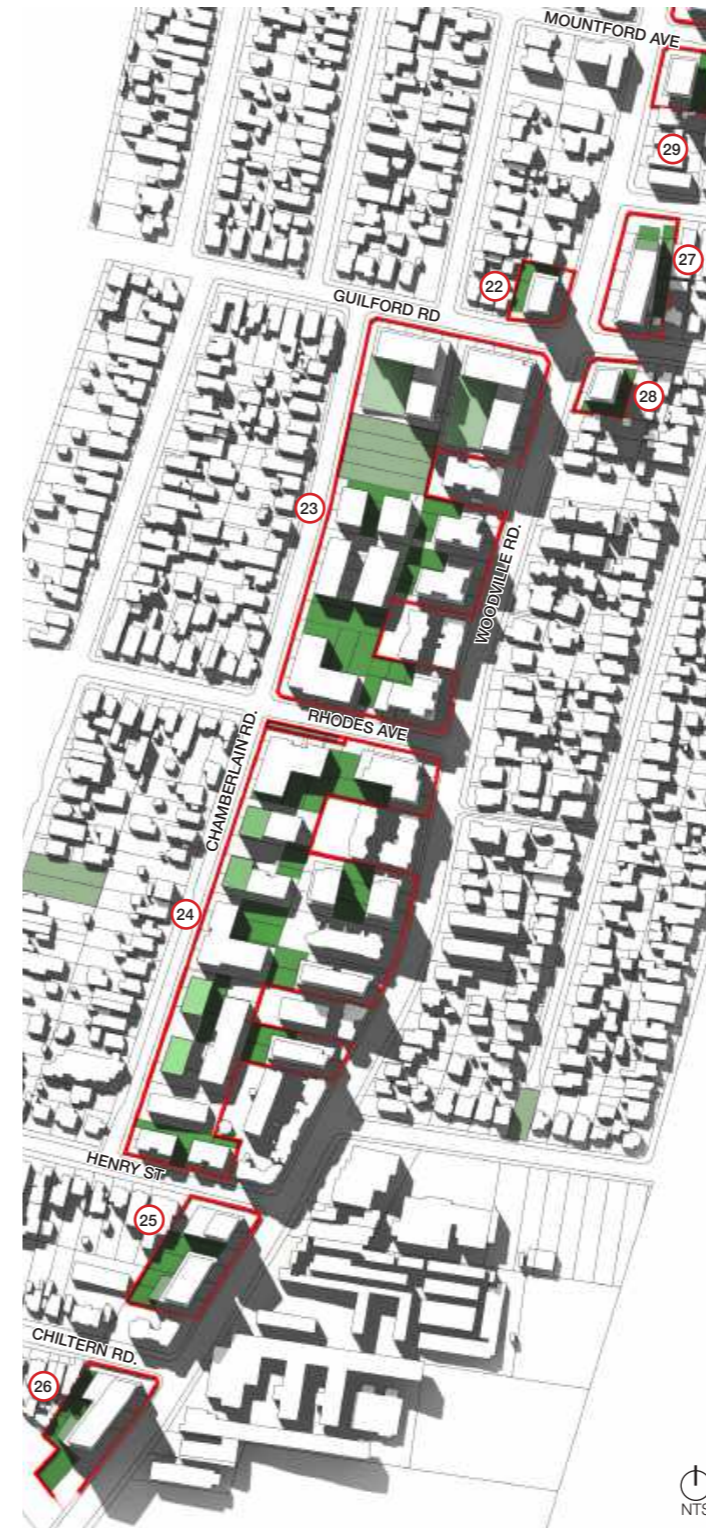 MOUNTFORD AVE
29
27
22
GUILFORD RD
28
23
WOODVILLE RD.
RHODES AVE
CHAMBERLAIN RD.
24
HENRY ST
25
CHILTERN RD.
26
NTS